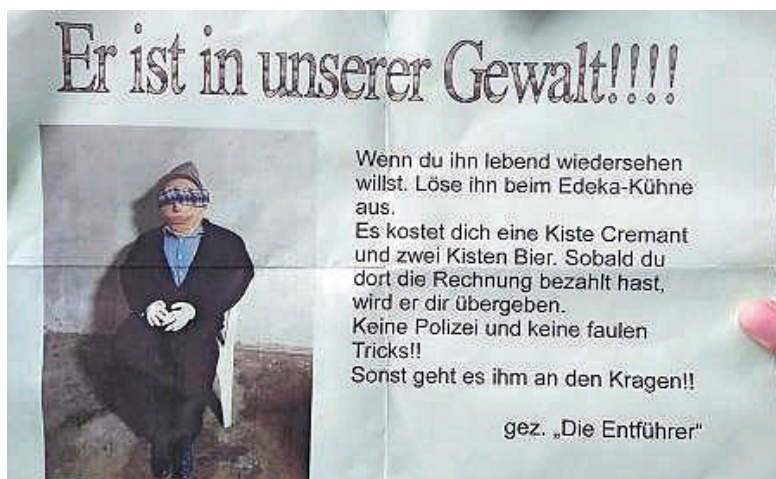 Er ist in unserer Gewalt!!!!
Wenn du ihn lebend wiedersehen
willst. Löse ihn beim Edeka-Kühne
aus.
Es kostet dich eine Kiste Cremant
und zwei Kisten Bier. Sobald du
dort die Rechnung bezahlt hast,
wird er dir übergeben.
Keine Polizei und keine faulen
Tricks!!
Sonst geht es ihm an den Kragen!!
gez. „Die Entführer"